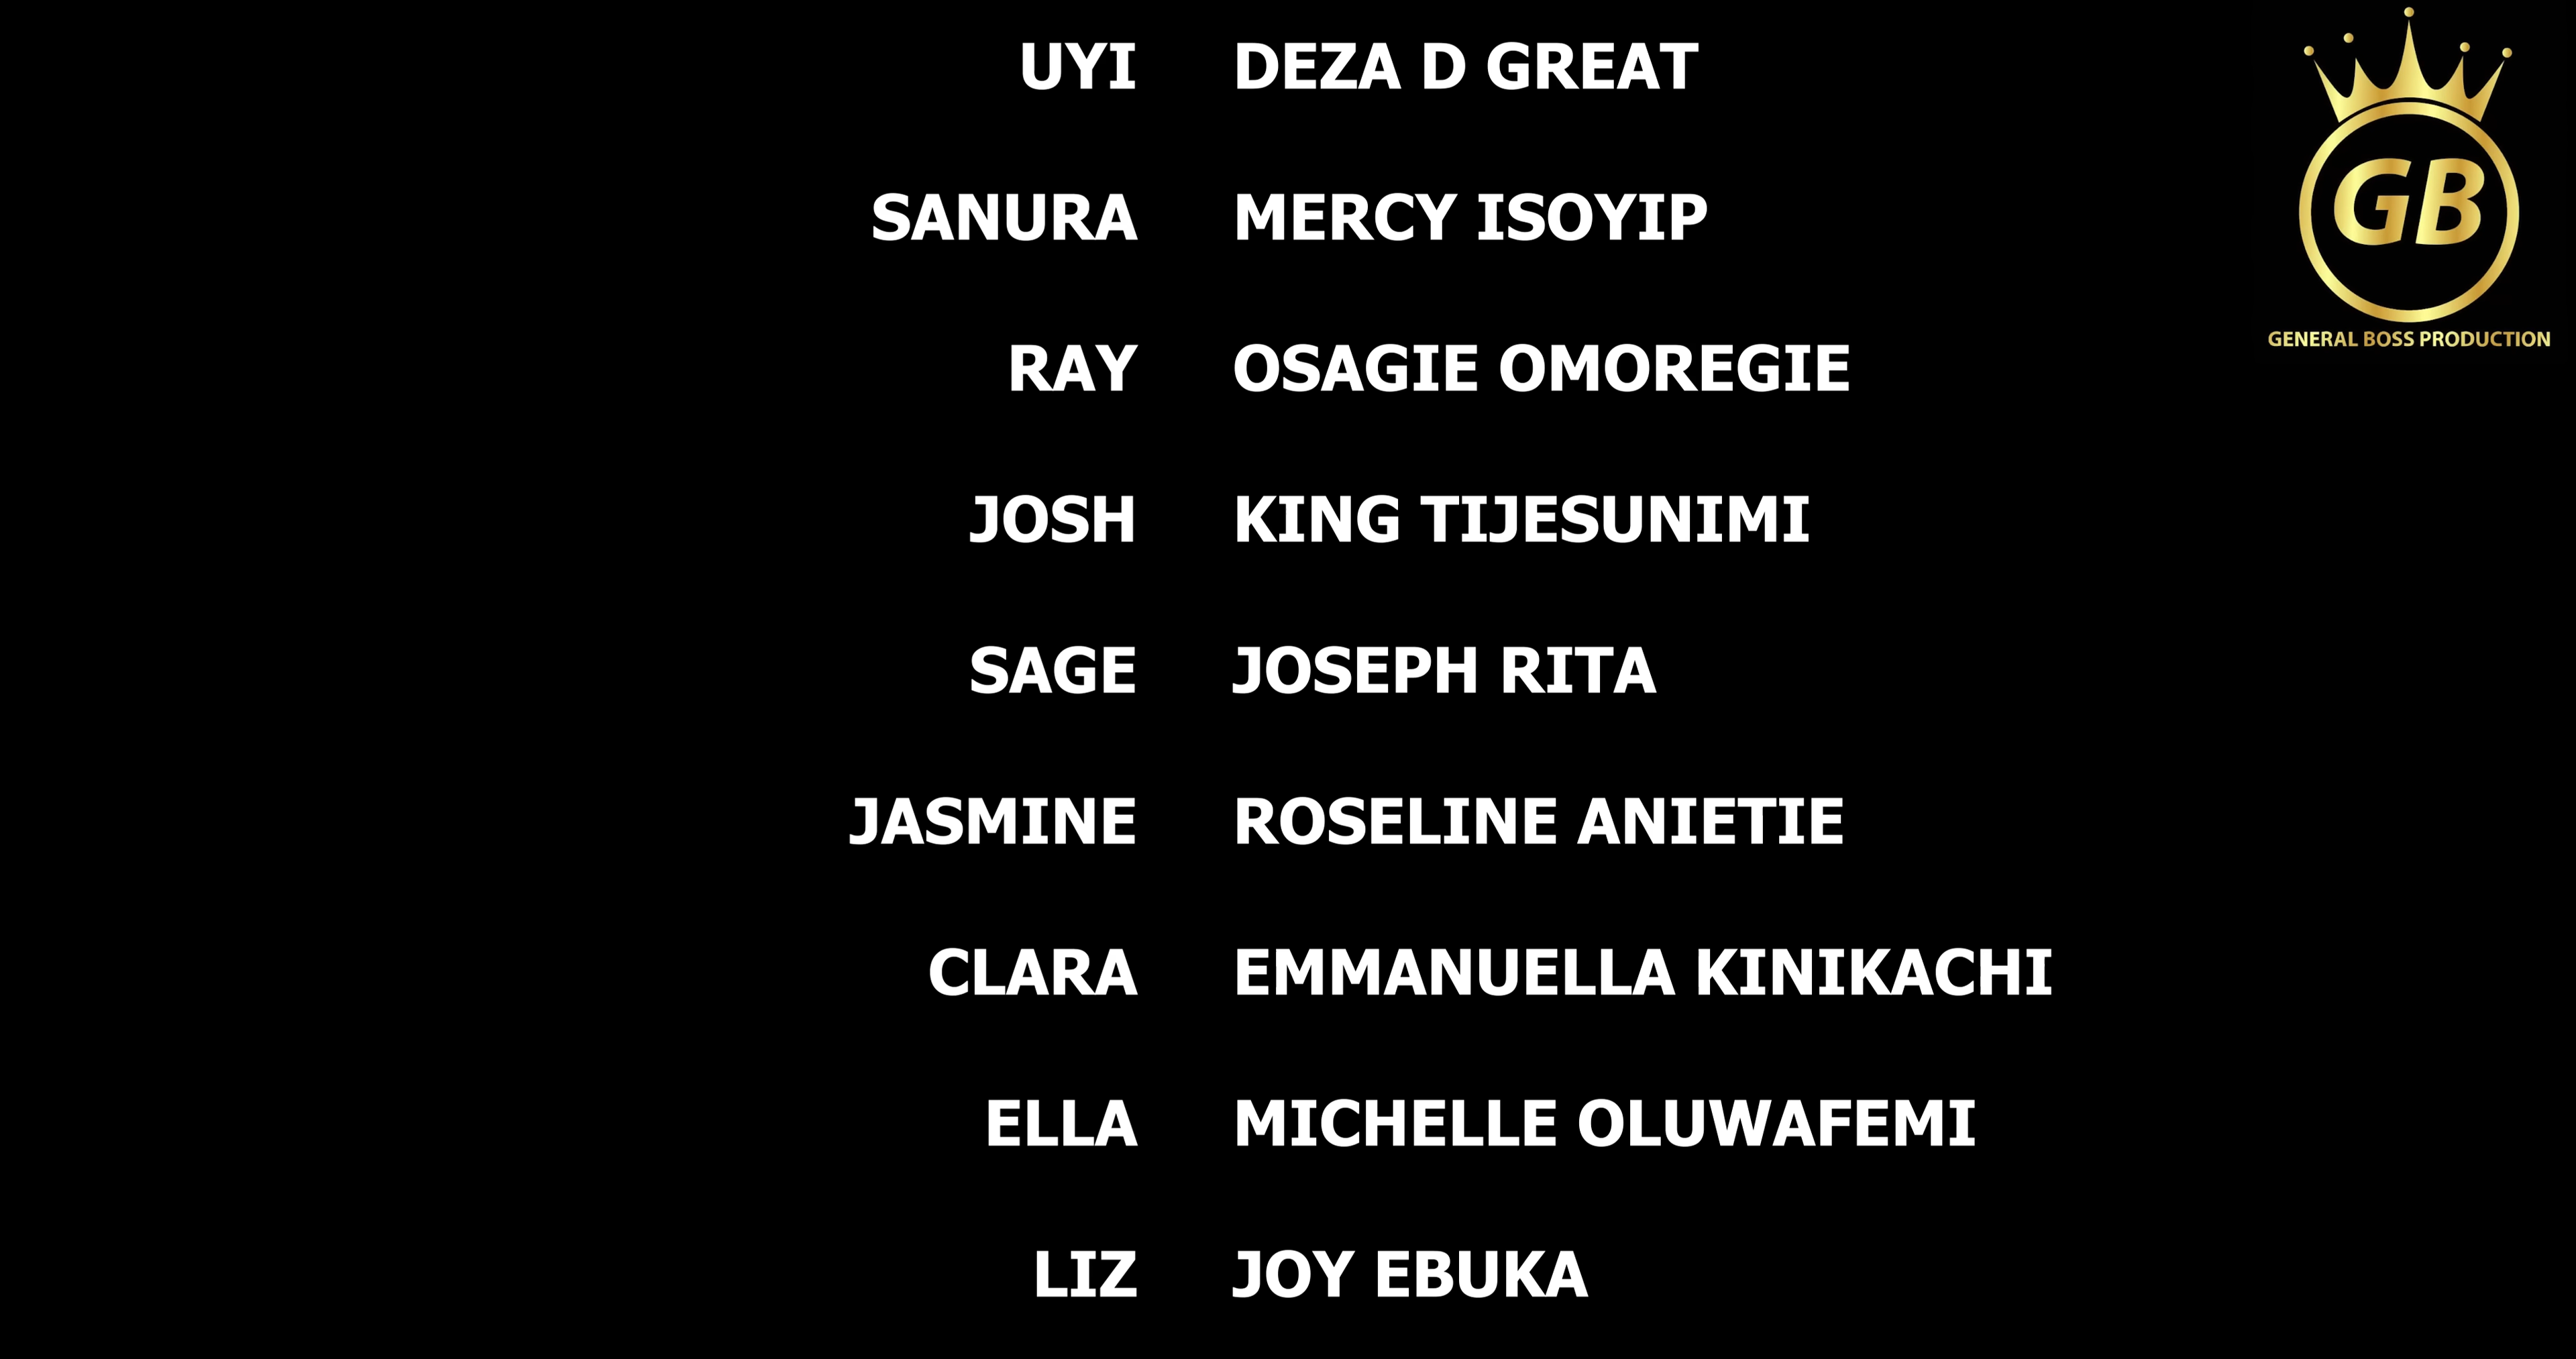 UYI DEZA D GREAT
SANURA MERCY ISOYIP
RAY OSAGIE OMOREGIE
JOSH KING TIJESUNIMI
SAGE JOSEPH RITA
JASMINE ROSELINE ANIETIE
CLARA EMMANUELLA KINIKACHI
ELLA MICHELLE OLUWAFEMI
LIZ JOY EBUKA
GB
GENERAL BOSS PRODUCTION